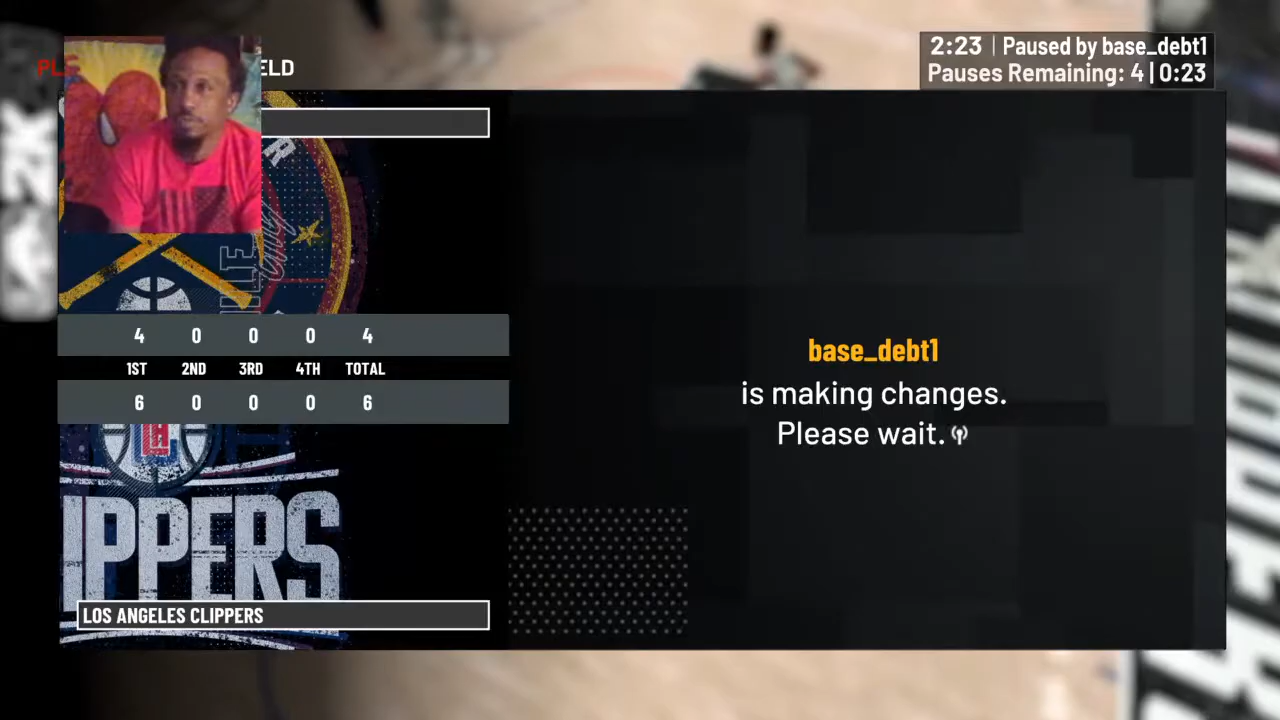 ELD
2:23 | Paused by base_debt1
Pauses Remaining: 4 | 0:23
4 0 0 0 4
1ST 2ND 3RD 4TH TOTAL
6 0 0 0 6
base_debt1
is making changes.
Please wait.
IPPERS
LOS ANGELES CLIPPERS